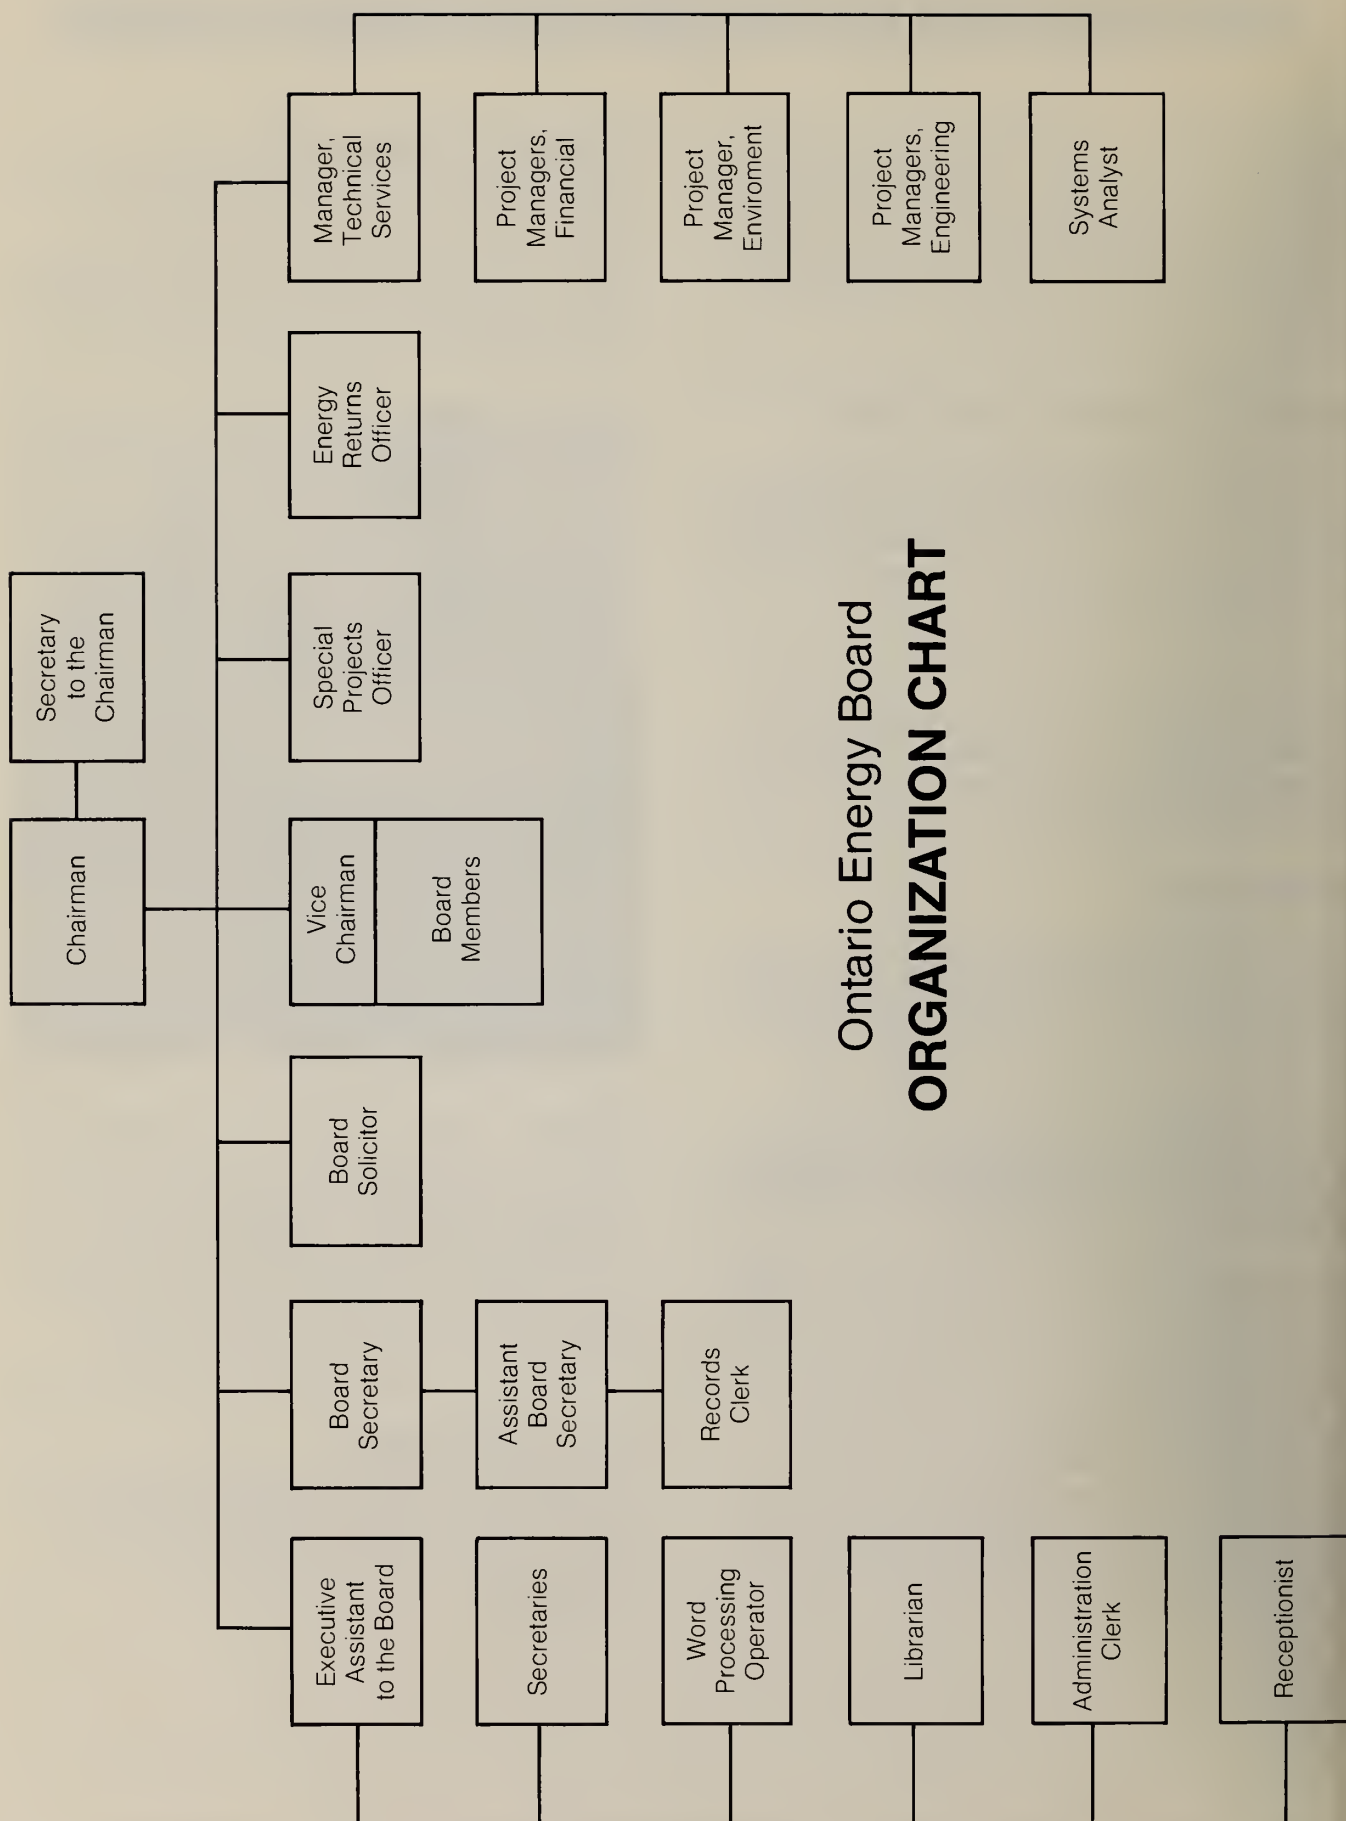 Secretary
to the
Chairman
Chairman
Executive
Assistant
to the Board
Board
Secretary
Board
Solicitor
Vice
Chairman
Board
Members
Special
Projects
Officer
Energy
Returns
Officer
Manager,
Technical
Services
Secretaries
Assistant
Board
Secretary
Project
Managers,
Financial
Word
Processing
Operator
Records
Clerk
Project
Manager,
Enviroment
Librarian
Project
Managers,
Engineering
Administration
Clerk
Systems
Analyst
Receptionist
Ontario Energy Board
ORGANIZATION CHART